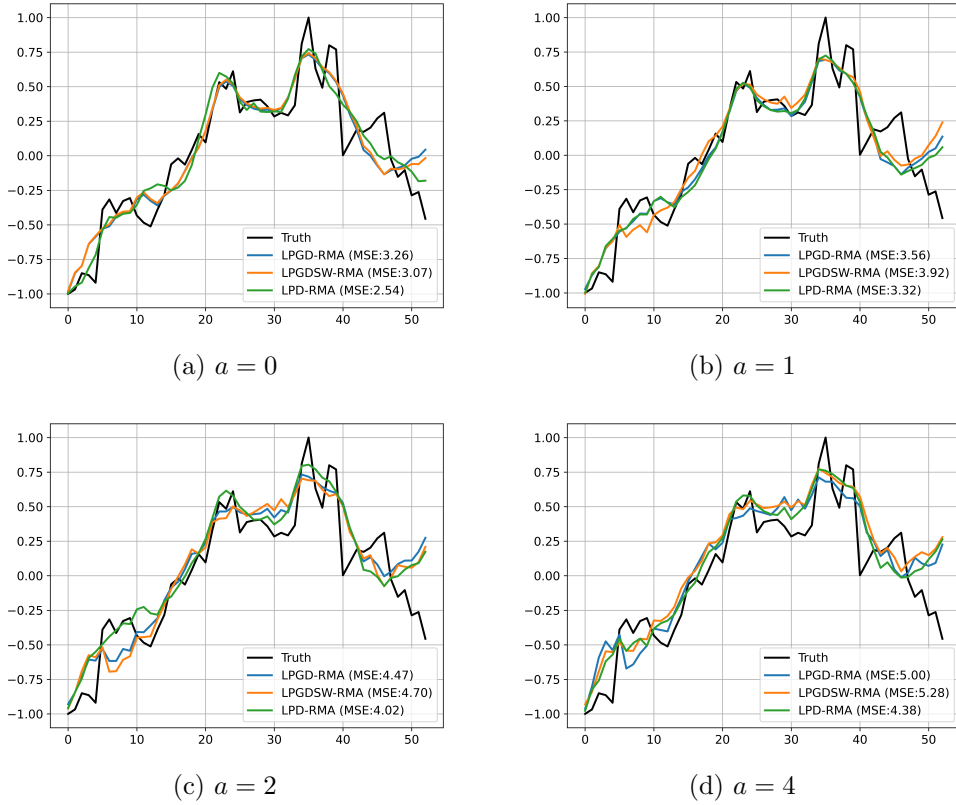 1.00
0.75
0.50
0.25
0.00
−0.25
−0.50
−0.75
−1.00
0 10 20 30 40 50
Truth
LPGD-RMA (MSE:3.26)
LPGDSW-RMA (MSE:3.07)
LPD-RMA (MSE:2.54)
(a) a = 0
1.00
0.75
0.50
0.25
0.00
−0.25
−0.50
−0.75
−1.00
0 10 20 30 40 50
Truth
LPGD-RMA (MSE:3.56)
LPGDSW-RMA (MSE:3.92)
LPD-RMA (MSE:3.32)
(b) a = 1
1.00
0.75
0.50
0.25
0.00
−0.25
−0.50
−0.75
−1.00
0 10 20 30 40 50
Truth
LPGD-RMA (MSE:4.47)
LPGDSW-RMA (MSE:4.70)
LPD-RMA (MSE:4.02)
(c) a = 2
1.00
0.75
0.50
0.25
0.00
−0.25
−0.50
−0.75
−1.00
0 10 20 30 40 50
Truth
LPGD-RMA (MSE:5.00)
LPGDSW-RMA (MSE:5.28)
LPD-RMA (MSE:4.38)
(d) a = 4